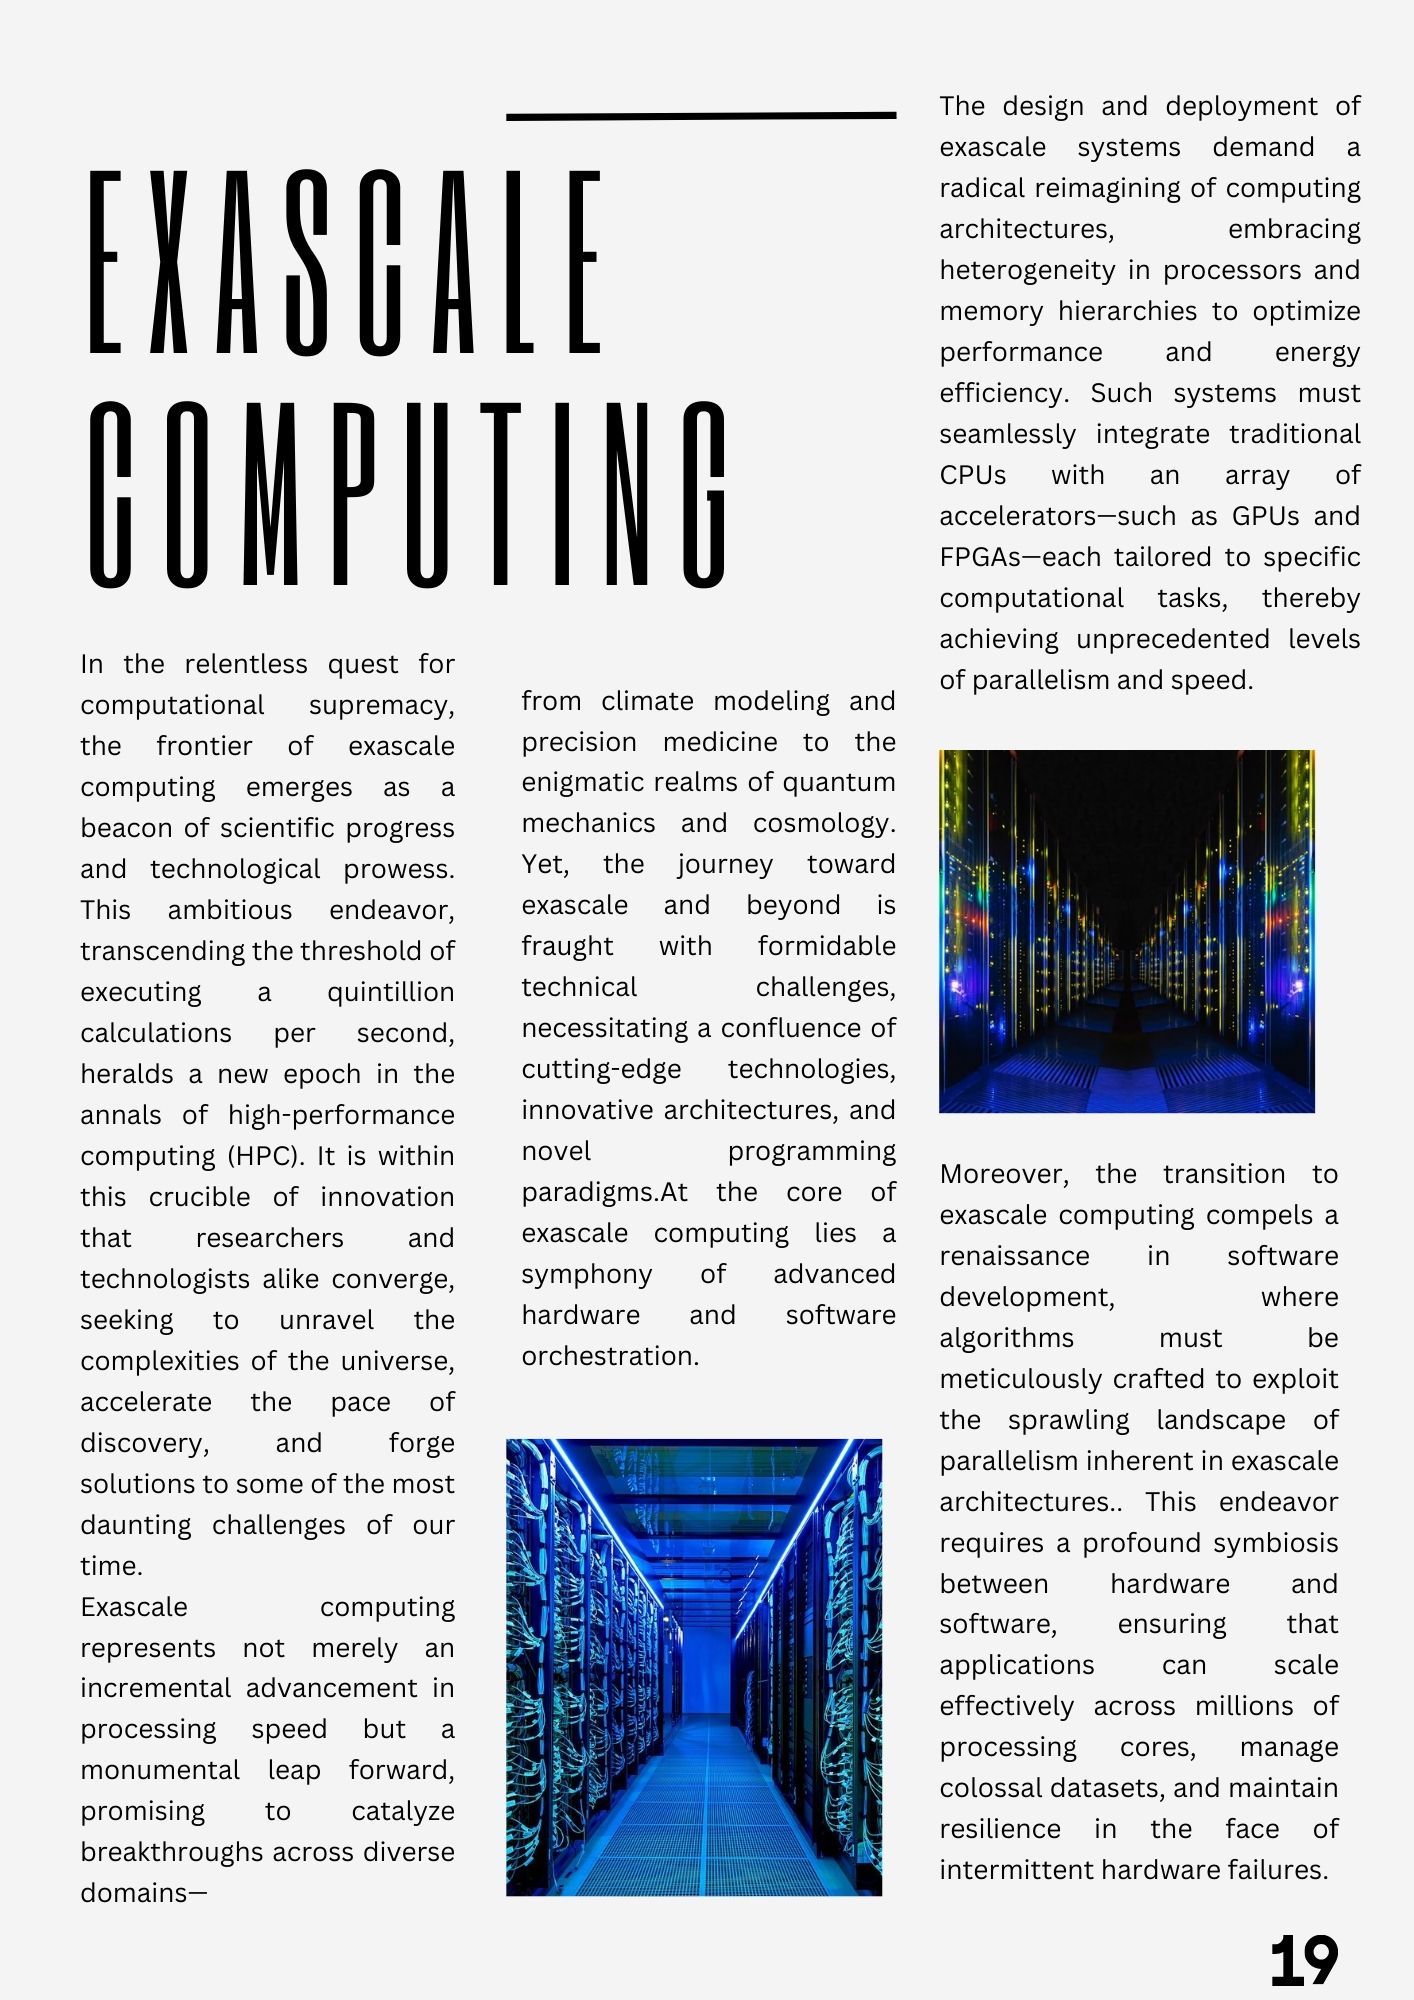 EXASCALE
COMPUTING
In the relentless quest for
computational supremacy,
the frontier of exascale
computing emerges as a
beacon of scientific progress
and technological prowess.
This ambitious endeavor,
transcending the threshold of
executing a quintillion
calculations per second,
heralds a new epoch in the
annals of high-performance
computing (HPC). It is within
this crucible of innovation
that researchers and
technologists alike converge,
seeking to unravel the
complexities of the universe,
accelerate the pace of
discovery, and forge
solutions to some of the most
daunting challenges of our
time.
Exascale computing
represents not merely an
incremental advancement in
processing speed but a
monumental leap forward,
promising to catalyze
breakthroughs across diverse
domains—
from climate modeling and
precision medicine to the
enigmatic realms of quantum
mechanics and cosmology.
Yet, the journey toward
exascale and beyond is
fraught with formidable
technical challenges,
necessitating a confluence of
cutting-edge technologies,
innovative architectures, and
novel programming
paradigms.At the core of
exascale computing lies a
symphony of advanced
hardware and software
orchestration.
The design and deployment of
exascale systems demand a
radical reimagining of computing
architectures, embracing
heterogeneity in processors and
memory hierarchies to optimize
performance and energy
efficiency. Such systems must
seamlessly integrate traditional
CPUs with an array of
accelerators—such as GPUs and
FPGAs—each tailored to specific
computational tasks, thereby
achieving unprecedented levels
of parallelism and speed.
Moreover, the transition to
exascale computing compels a
renaissance in software
development, where
algorithms must be
meticulously crafted to exploit
the sprawling landscape of
parallelism inherent in exascale
architectures.. This endeavor
requires a profound symbiosis
between hardware and
software, ensuring that
applications can scale
effectively across millions of
processing cores, manage
colossal datasets, and maintain
resilience in the face of
intermittent hardware failures.
19